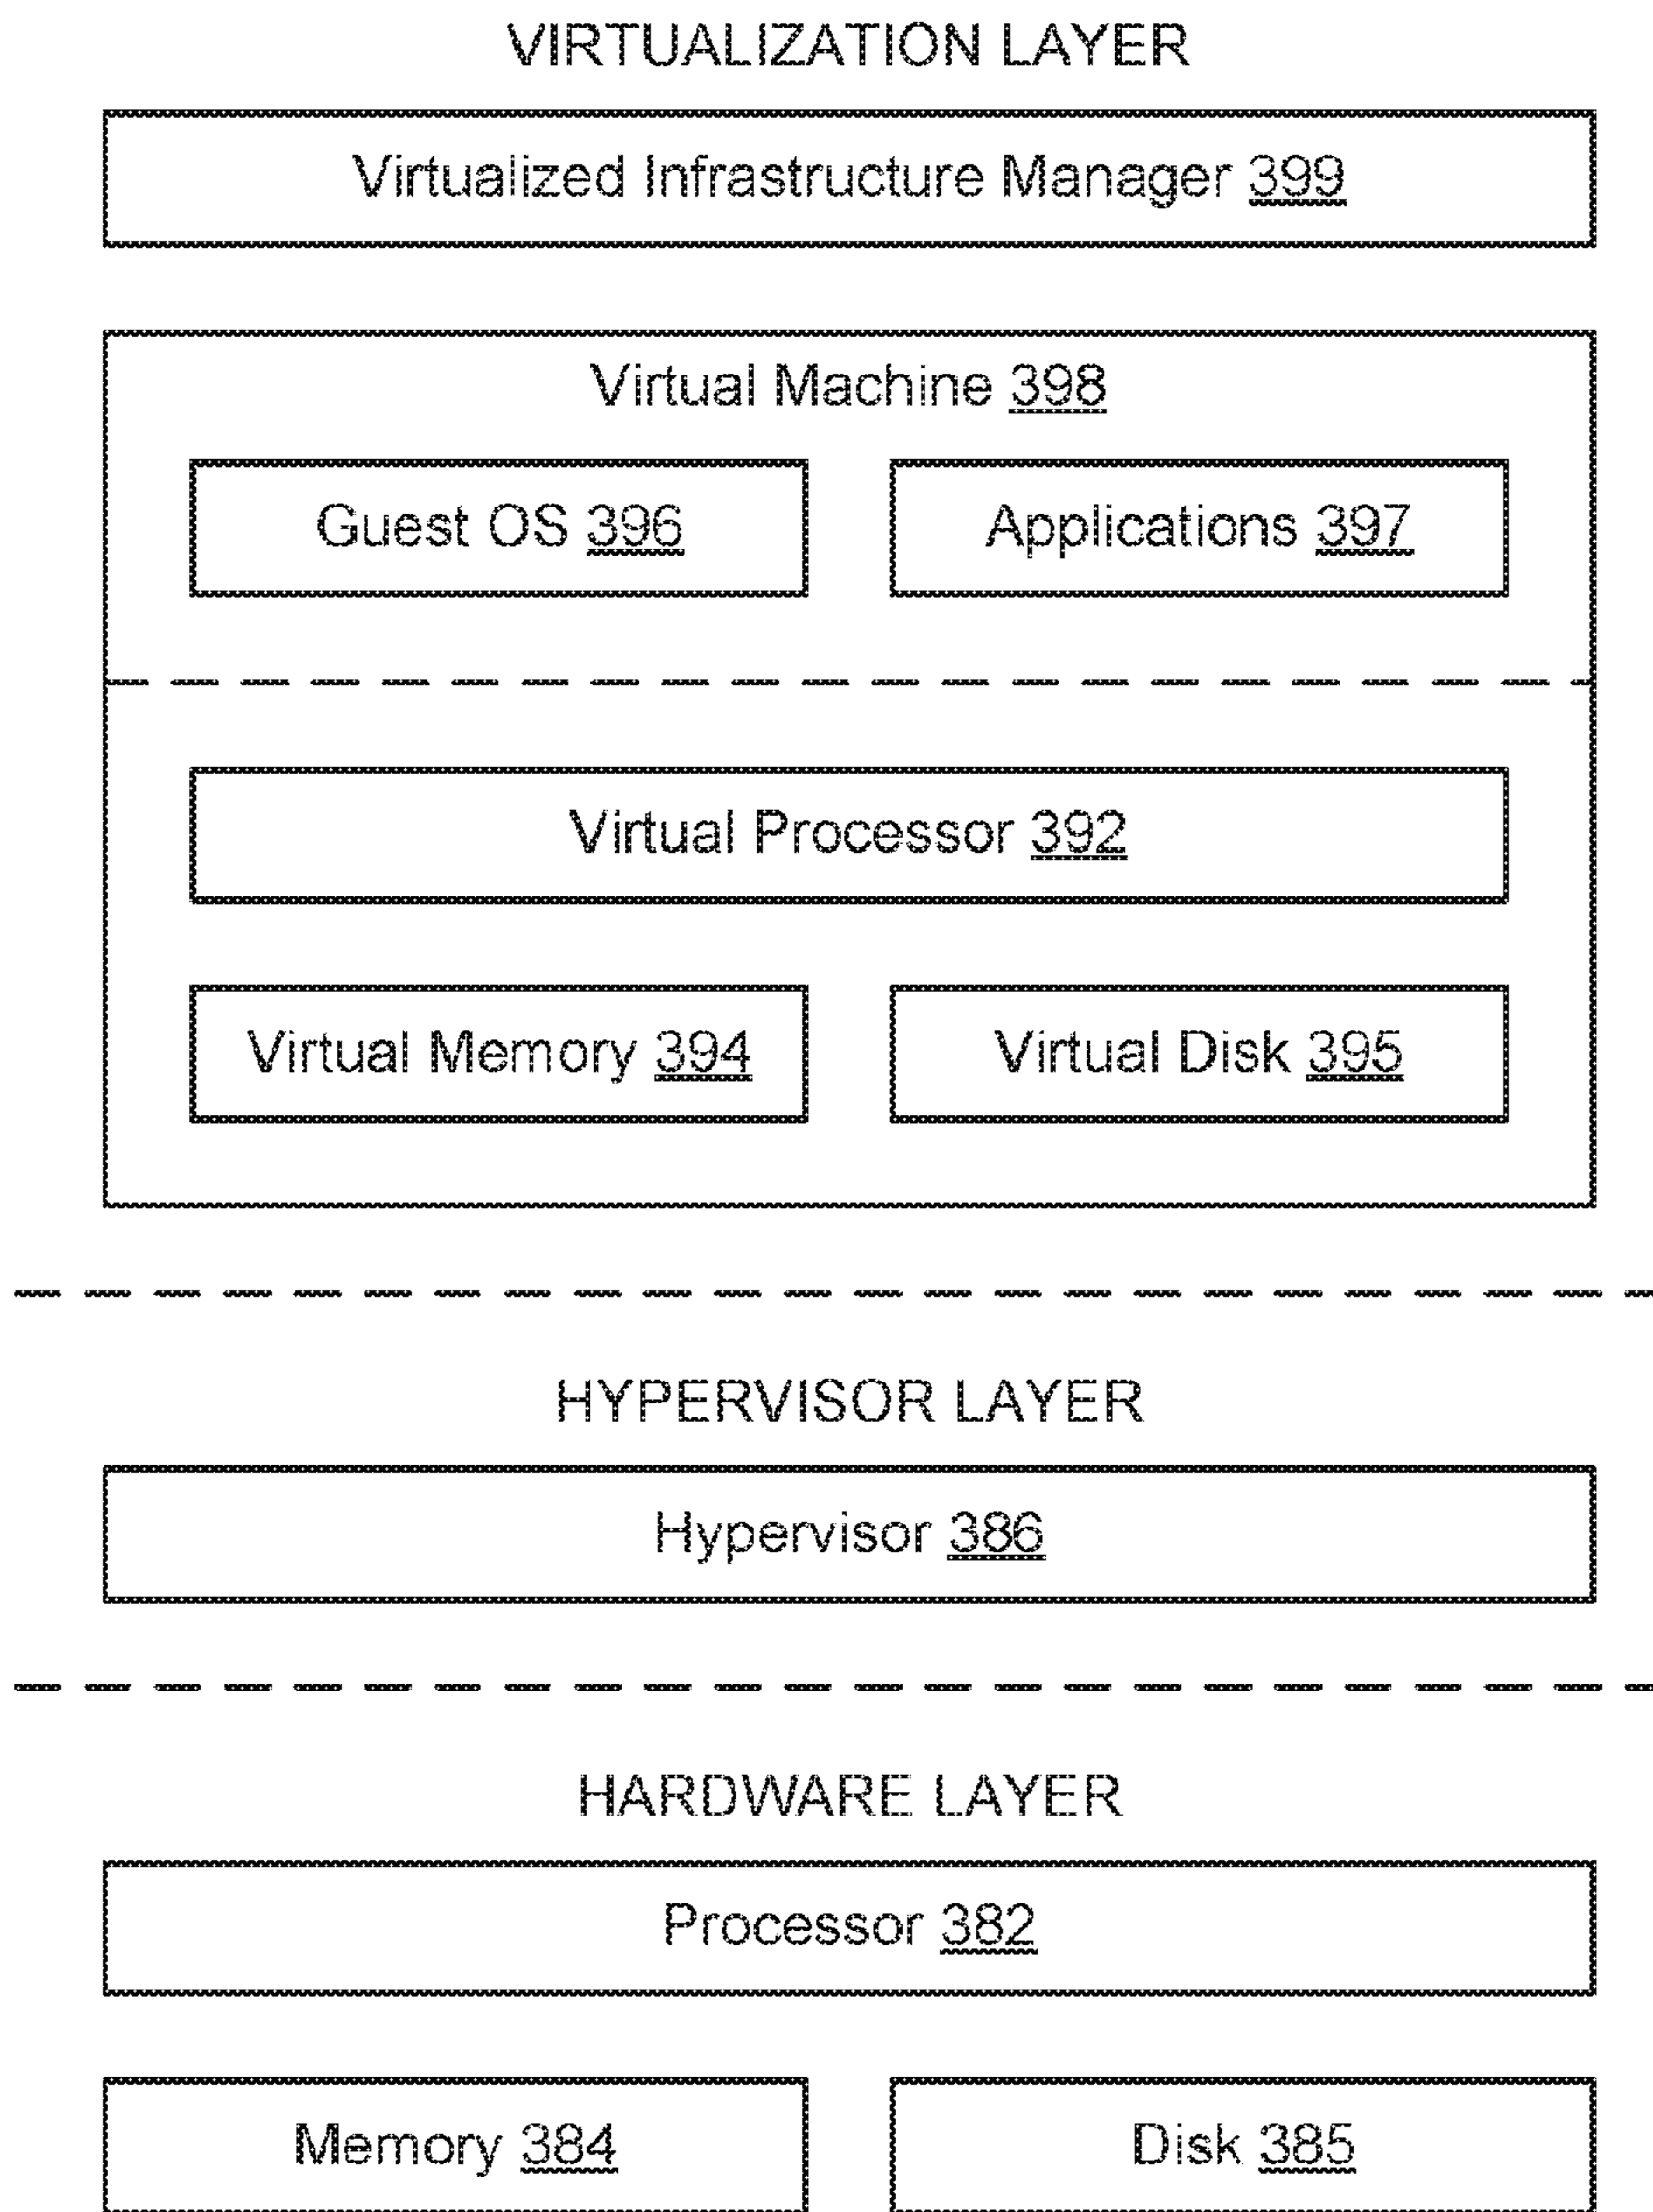 VIRTUALIZATION LAYER
Virtualized Infrastructure Manager 399
Virtual Machine 398
Guest OS 396
Applications 397
Virtual Processor 392
Virtual Memory 394
Virtual Disk 395
HYPERVISOR LAYER
Hypervisor 386
HARDWARE LAYER
Processor 382
Memory 384
Disk 385